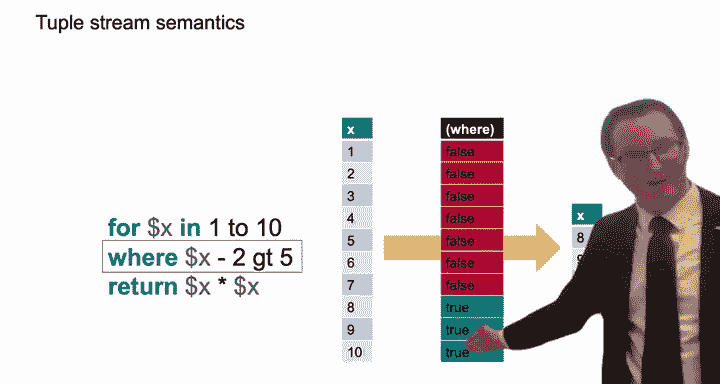 Tuple stream semantics
for $x in 1 to 10
where $x - 2 gt 5
return $x * $x
x
1
2
3
4
5
6
7
8
9
10
(where)
false
false
false
false
false
false
false
true
true
true
x
8